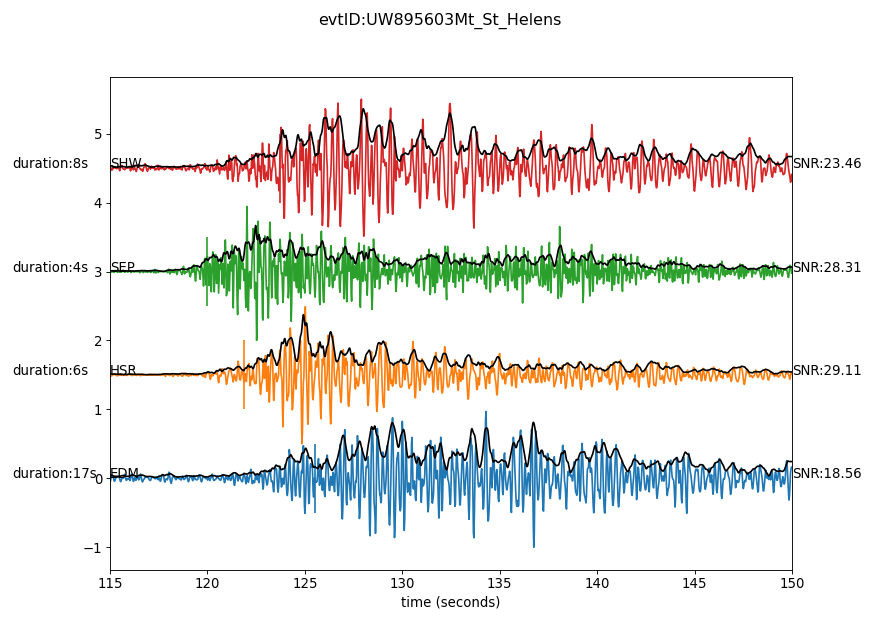 evtID:UW895603Mt_St_Helens
5
duration:8s SHW SNR:23.46
4
duration:4s 3 SEP SNR:28.31
2
duration:6s HSR SNR:29.11
1
duration:17s 0 EDM SNR:18.56
−1
115 120 125 130 135 140 145 150
time (seconds)